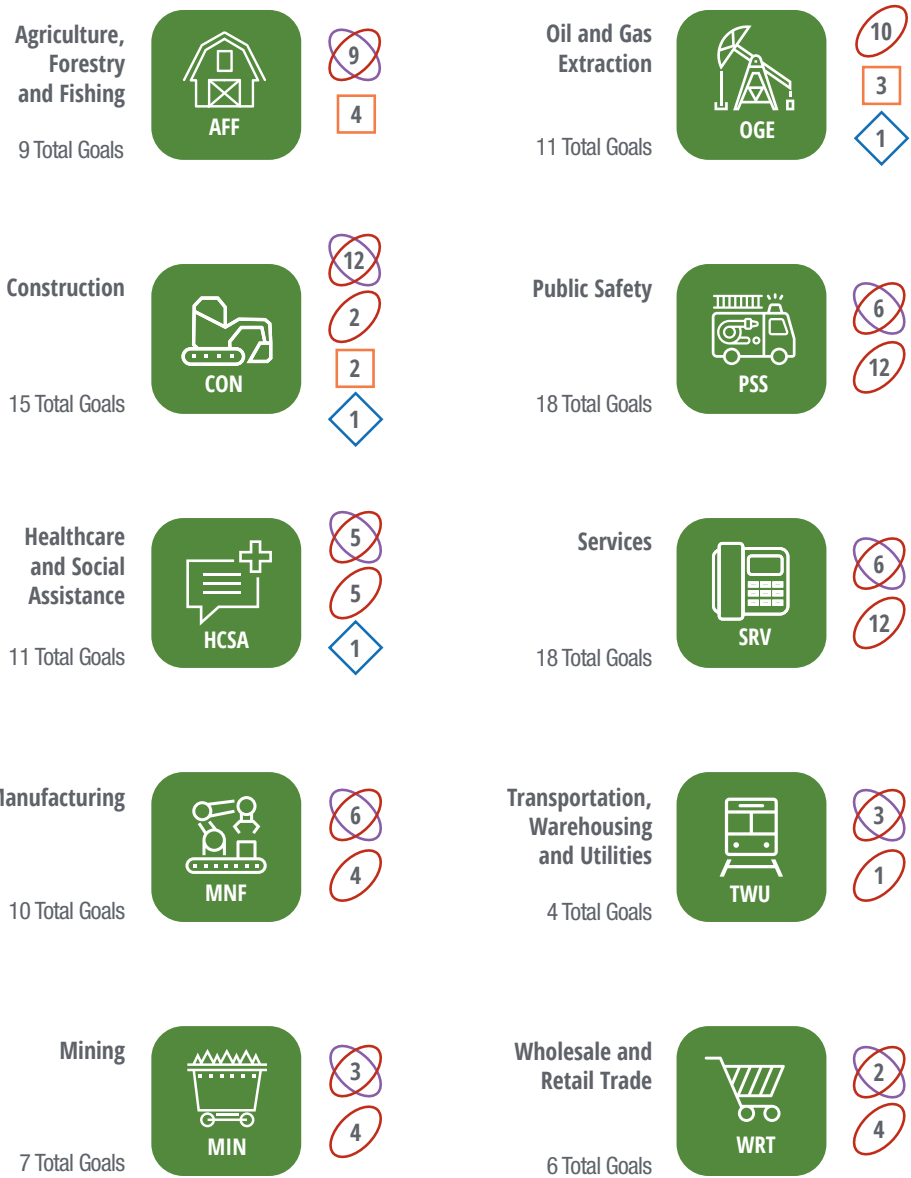 Agriculture,
Forestry
and Fishing
9 Total Goals
AFF
9
4
Oil and Gas
Extraction
11 Total Goals
OGE
10
3
1
Construction
15 Total Goals
CON
12
2
2
1
Public Safety
18 Total Goals
PSS
6
12
Healthcare
and Social
Assistance
11 Total Goals
HCSA
5
5
1
Services
18 Total Goals
SRV
6
12
Manufacturing
10 Total Goals
MNF
6
4
Transportation,
Warehousing
and Utilities
4 Total Goals
TWU
3
1
Mining
7 Total Goals
MIN
3
4
Wholesale and
Retail Trade
6 Total Goals
WRT
2
4